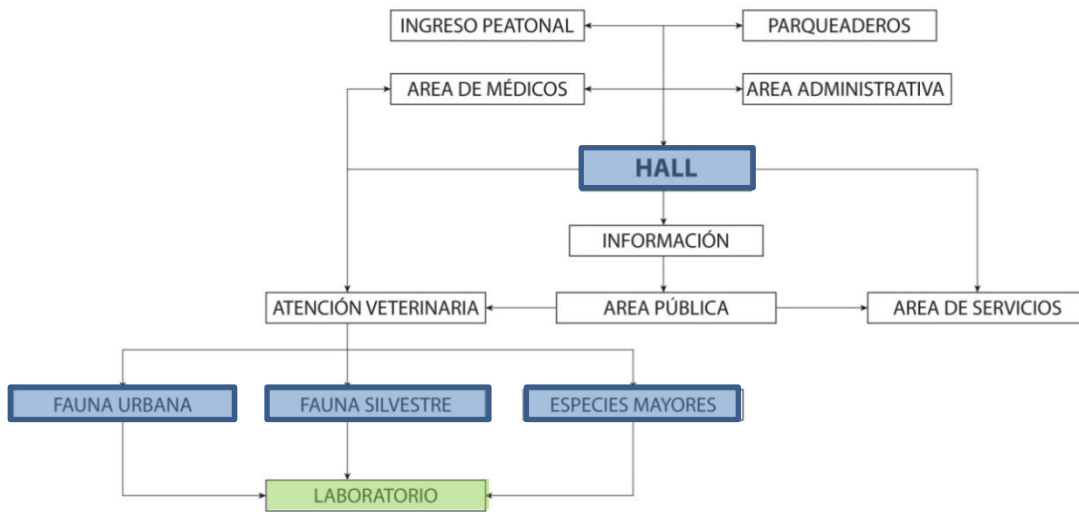 INGRESO PEATONAL
PARQUEADEROS
AREA DE MÉDICOS
AREA ADMINISTRATIVA
HALL
INFORMACIÓN
ATENCIÓN VETERINARIA
AREA PÚBLICA
AREA DE SERVICIOS
FAUNA URBANA
FAUNA SILVESTRE
ESPECIES MAYORES
LABORATORIO